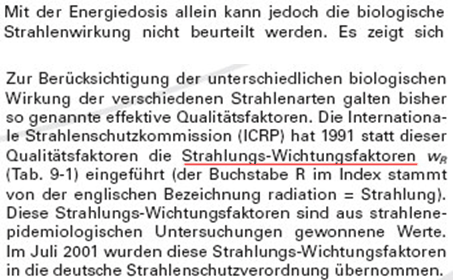 Mit der Energiedosis allein kann jedoch die biologische
Strahlenwirkung nicht beurteilt werden. Es zeigt sich
Zur Berücksichtigung der unterschiedlichen biologischen
Wirkung der verschiedenen Strahlenarten galten bisher
so genannte effektive Qualitätsfaktoren. Die Internationa-
le Strahlenschutzkommission (ICRP) hat 1991 statt dieser
Qualitätsfaktoren die Strahlungs-Wichtungsfaktoren wR
(Tab. 9-1) eingeführt (der Buchstabe R im Index stammt
von der englischen Bezeichnung radiation = Strahlung).
Diese Strahlungs-Wichtungsfaktoren sind aus strahlene-
pidemiologischen Untersuchungen gewonnene Werte.
Im Juli 2001 wurden diese Strahlungs-Wichtungsfaktoren
in die deutsche Strahlenschutzverordnung übernommen.